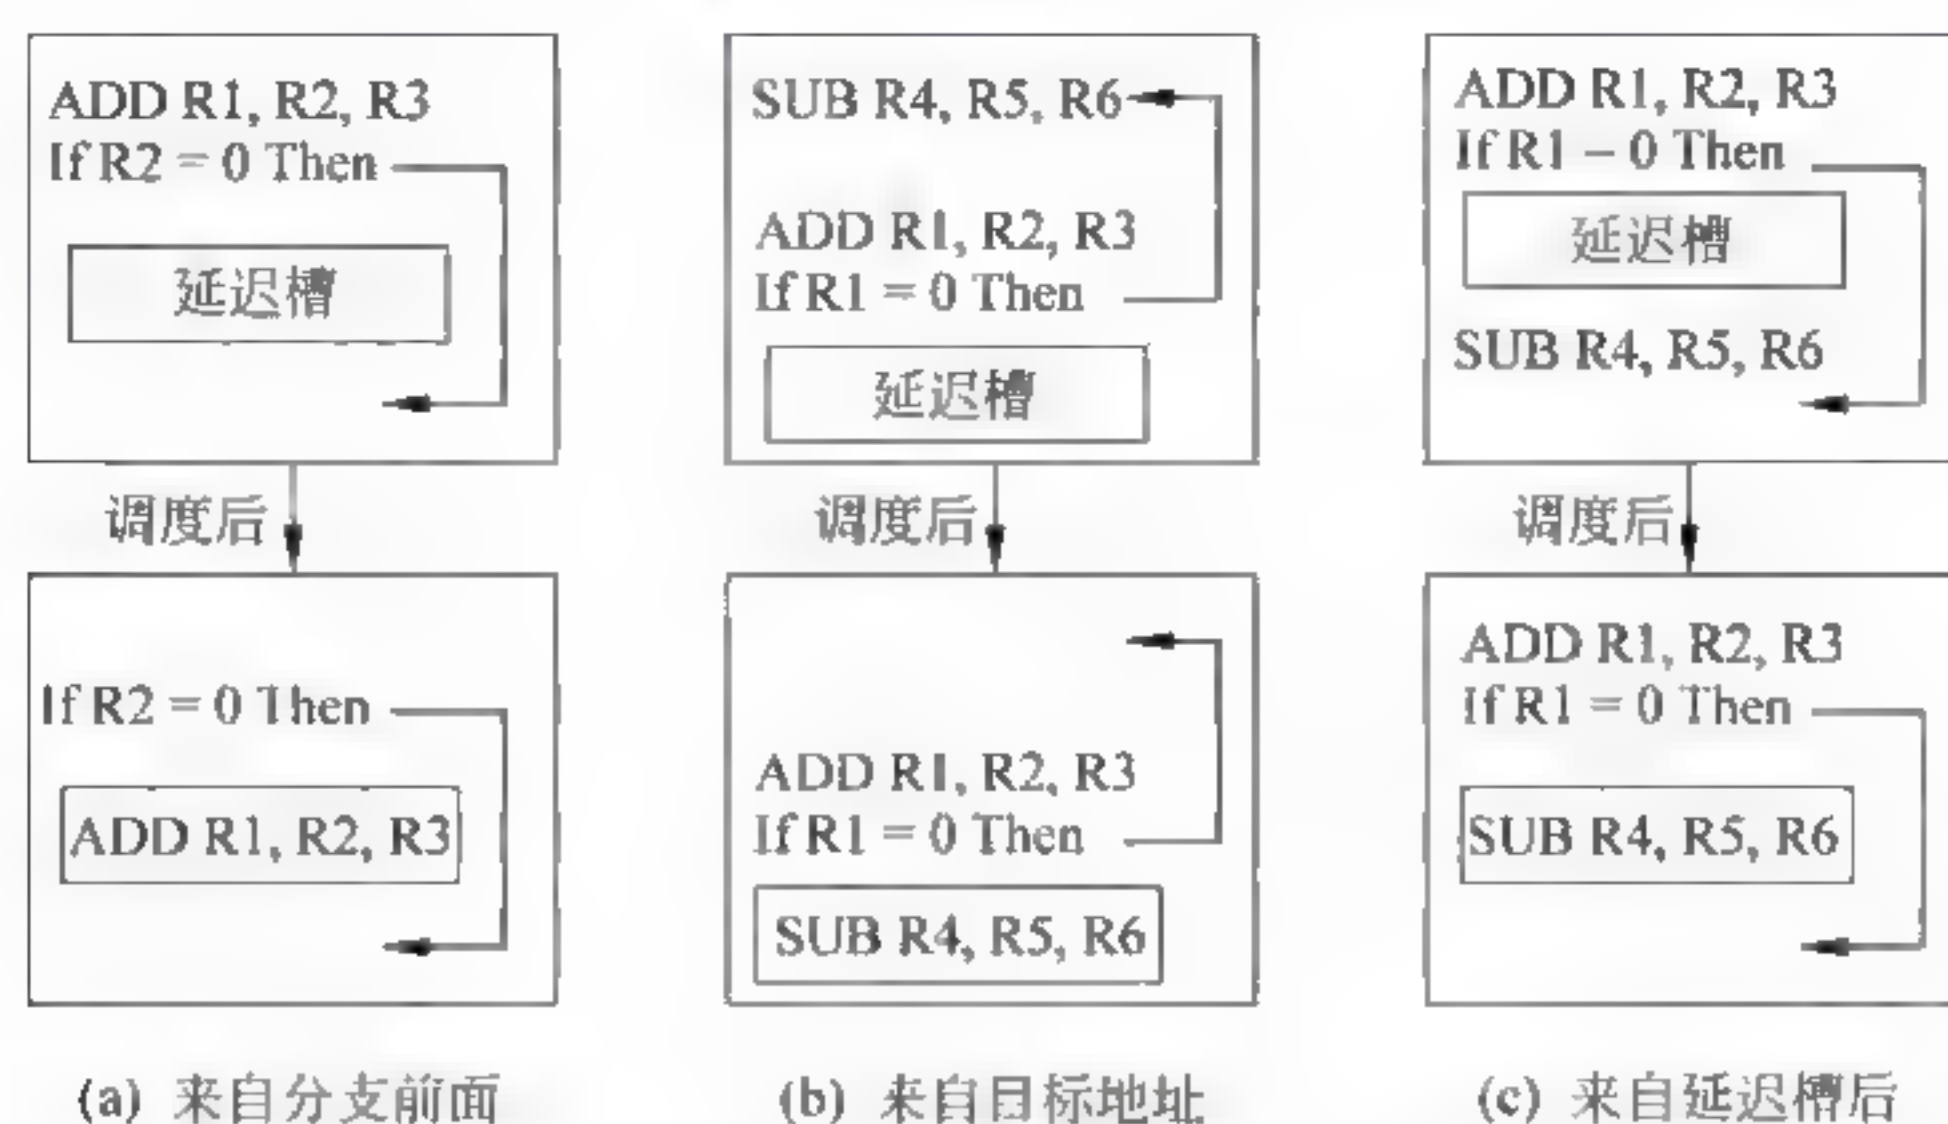 ADD R1, R2, R3
If R2 = 0 Then
延迟槽
调度后
If R2 = 0 Then
ADD R1, R2, R3
(a) 来自分支前面
SUB R4, R5, R6
ADD R1, R2, R3
If R1 = 0 Then
延迟槽
调度后
ADD R1, R2, R3
If R1 = 0 Then
SUB R4, R5, R6
(b) 来自目标地址
ADD R1, R2, R3
If R1 – 0 Then
延迟槽
SUB R4, R5, R6
调度后
ADD R1, R2, R3
If R1 = 0 Then
SUB R4, R5, R6
(c) 来自延迟槽后